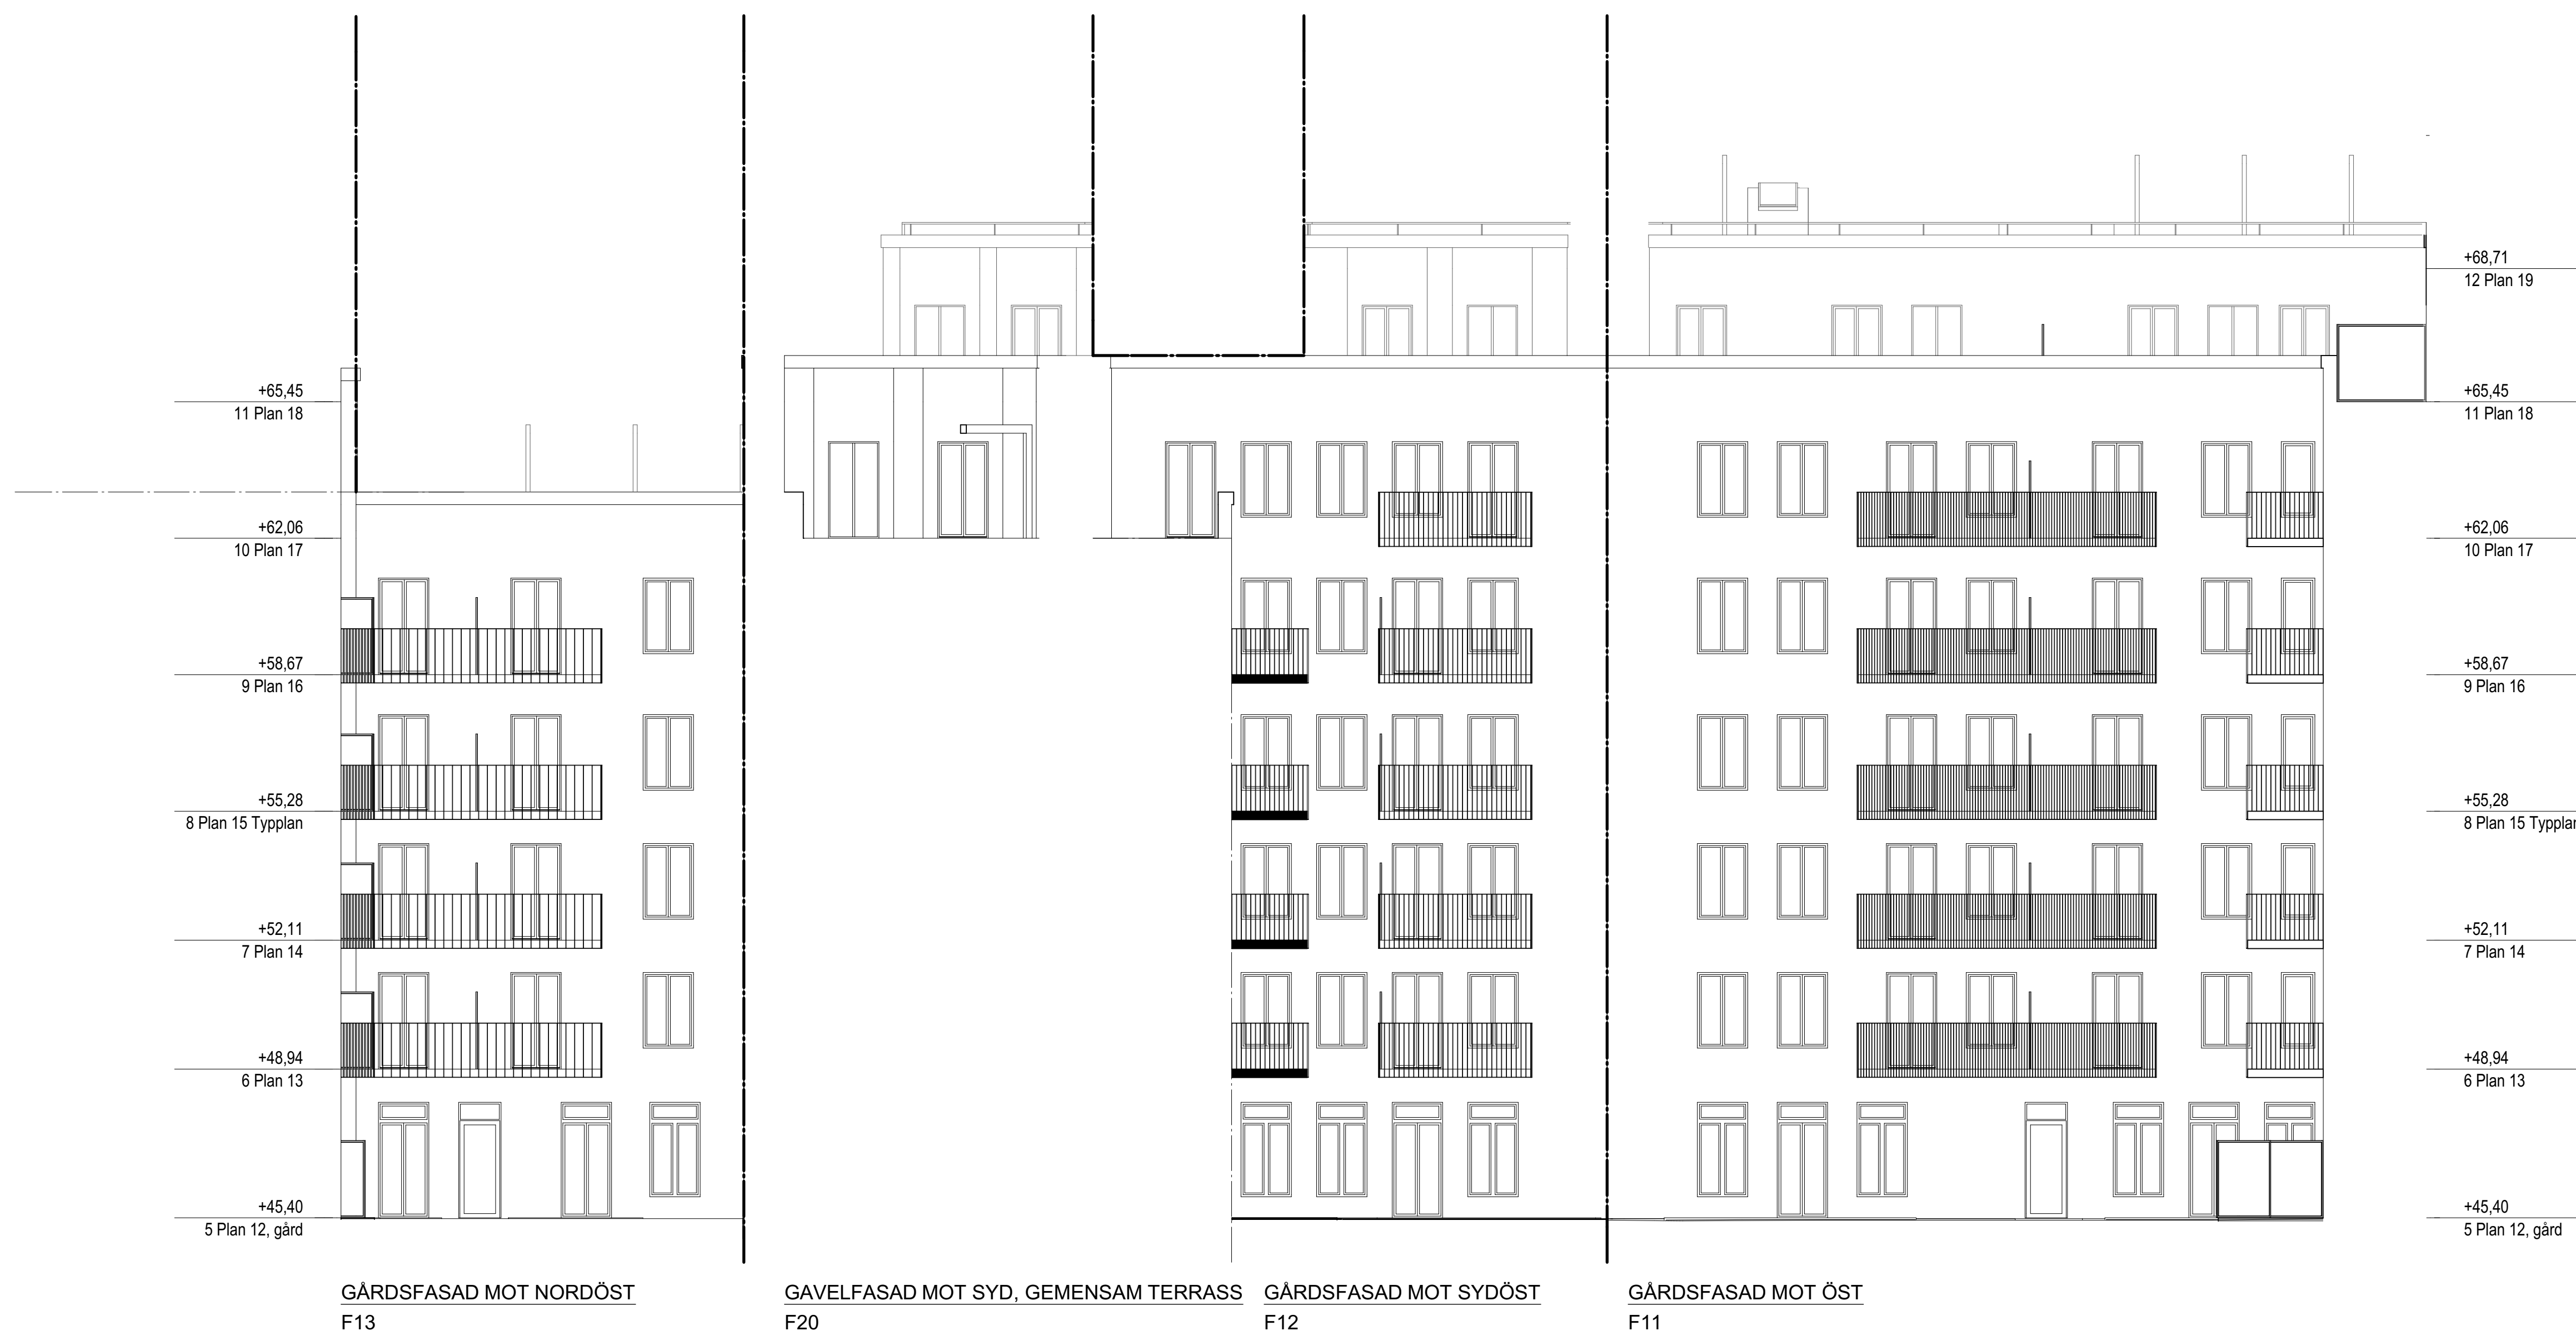 +68,71
12 Plan 19
+65,45
11 Plan 18
+65,45
11 Plan 18
+62,06
10 Plan 17
+62,06
10 Plan 17
+58,67
9 Plan 16
+58,67
9 Plan 16
+55,28
8 Plan 15 Typplan
+55,28
8 Plan 15 Typplan
+52,11
7 Plan 14
+52,11
7 Plan 14
+48,94
6 Plan 13
+48,94
6 Plan 13
+45,40
5 Plan 12, gård
+45,40
5 Plan 12, gård
GÅRDSFASAD MOT NORDÖST
F13
GAVELFASAD MOT SYD, GEMENSAM TERRASS
F20
GÅRDSFASAD MOT SYDÖST
F12
GÅRDSFASAD MOT ÖST
F11